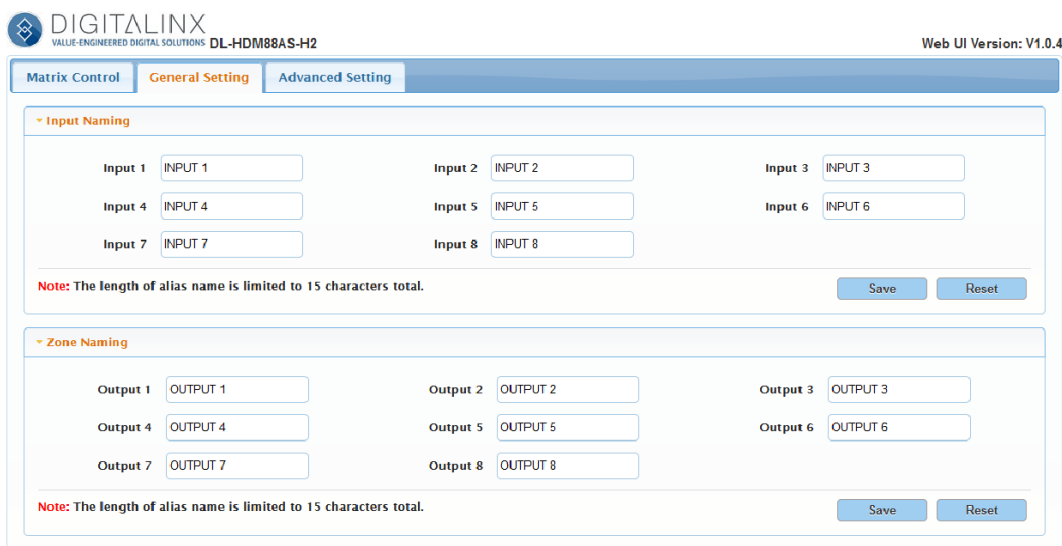 DIGITALINX
VALUE-ENGINEERED DIGITAL SOLUTIONS DL-HDM88AS-H2
Web UI Version: V1.0.4
Matrix Control General Setting Advanced Setting
Input Naming
Input 1 INPUT 1 Input 2 INPUT 2 Input 3 INPUT 3
Input 4 INPUT 4 Input 5 INPUT 5 Input 6 INPUT 6
Input 7 INPUT 7 Input 8 INPUT 8
Note: The length of alias name is limited to 15 characters total. Save Reset
Zone Naming
Output 1 OUTPUT 1 Output 2 OUTPUT 2 Output 3 OUTPUT 3
Output 4 OUTPUT 4 Output 5 OUTPUT 5 Output 6 OUTPUT 6
Output 7 OUTPUT 7 Output 8 OUTPUT 8
Note: The length of alias name is limited to 15 characters total. Save Reset